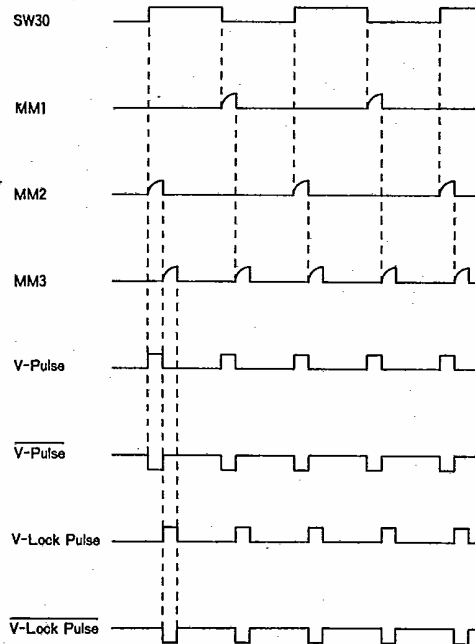 SW30
MM1
MM2
MM3
V-Pulse
V-Pulse
V-Lock Pulse
V-Lock Pulse